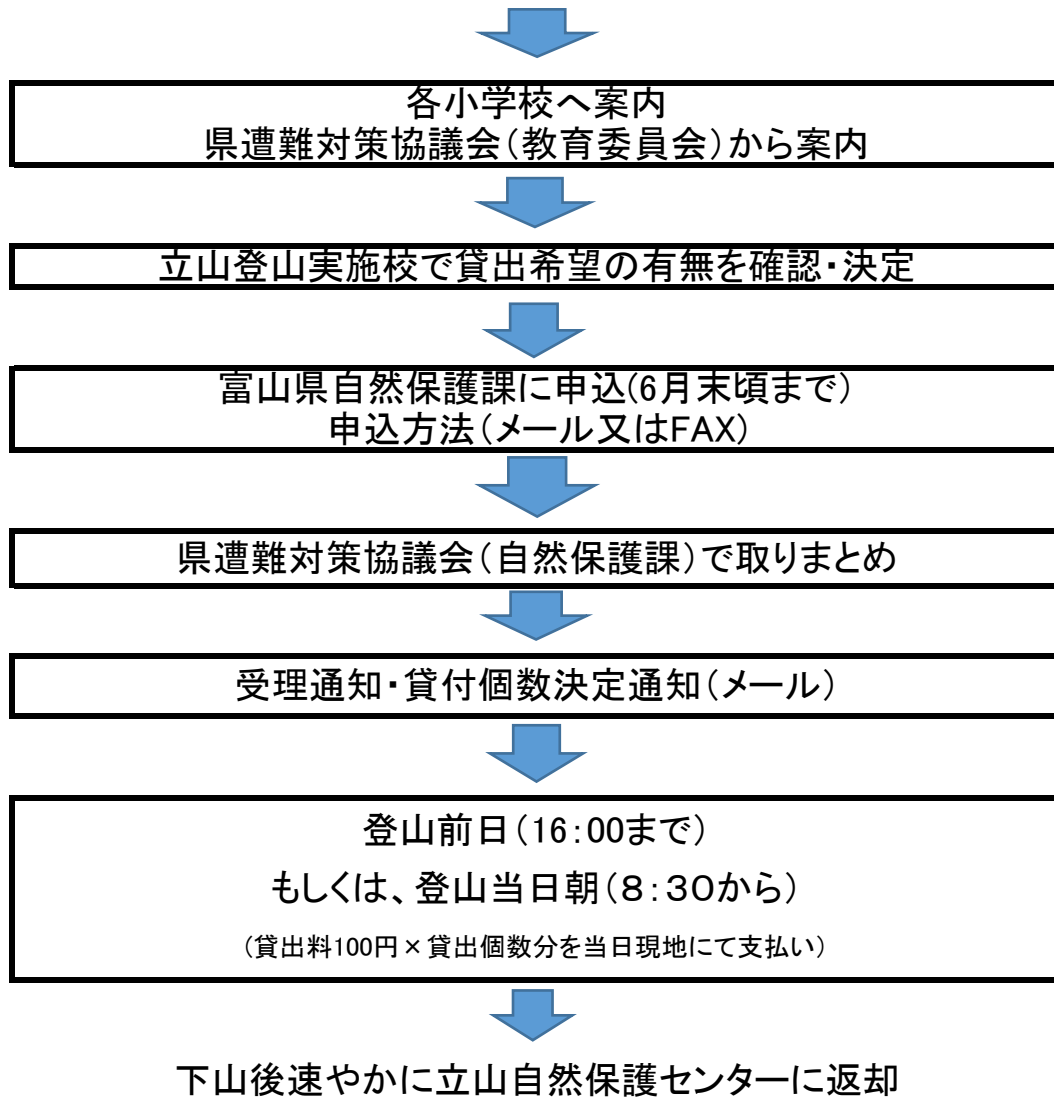 各小学校へ案内
県遭難対策協議会（教育委員会）から案内
立山登山実施校で貸出希望の有無を確認・決定
富山県自然保護課に申込(6月末頃まで）
申込方法（メール又はFAX）
県遭難対策協議会（自然保護課）で取りまとめ
受理通知・貸付個数決定通知（メール）
登山前日（16：00まで）
もしくは、登山当日朝（８：３０から）
（貸出料100円×貸出個数分を当日現地にて支払い）
下山後速やかに立山自然保護センターに返却